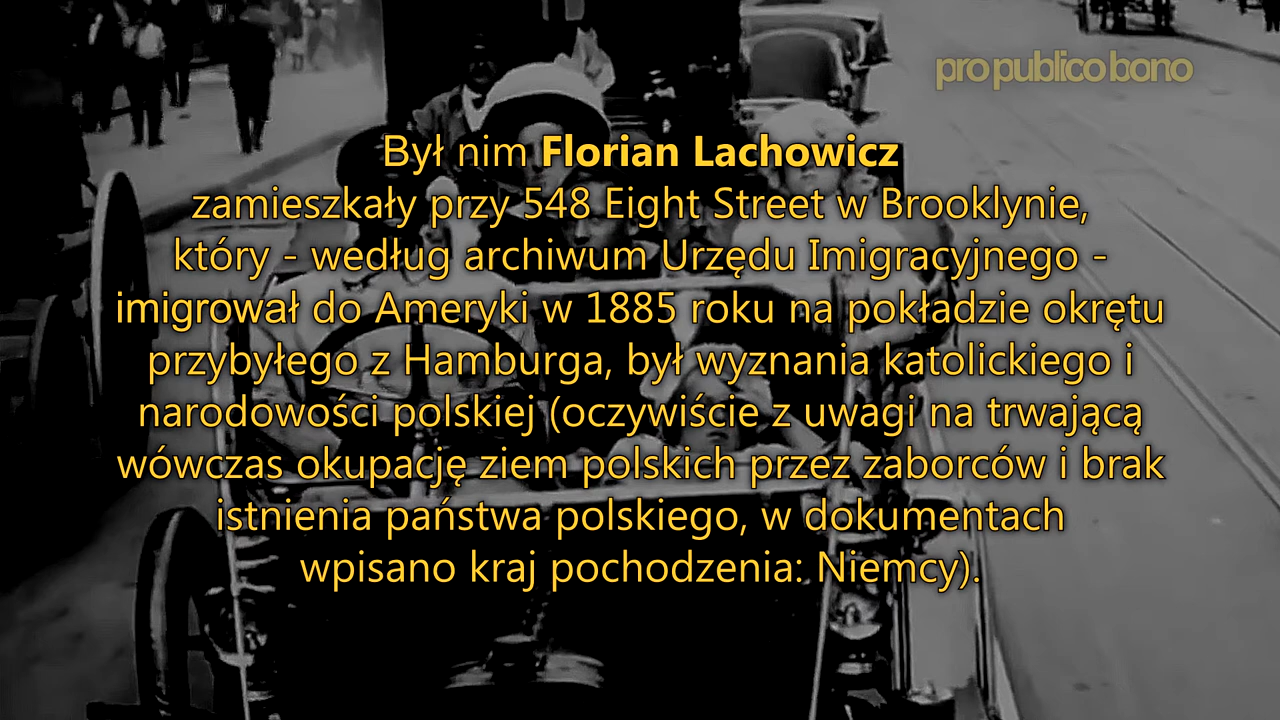 pro publico bono
Był nim Florian Lachowicz
zamieszkały przy 548 Eight Street w Brooklynie,
który - według archiwum Urzędu Imigracyjnego -
imigrował do Ameryki w 1885 roku na pokładzie okrętu
przybyłego z Hamburga, był wyznania katolickiego i
narodowości polskiej (oczywiście z uwagi na trwającą
wówczas okupację ziem polskich przez zaborców i brak
istnienia państwa polskiego, w dokumentach
wpisano kraj pochodzenia: Niemcy).